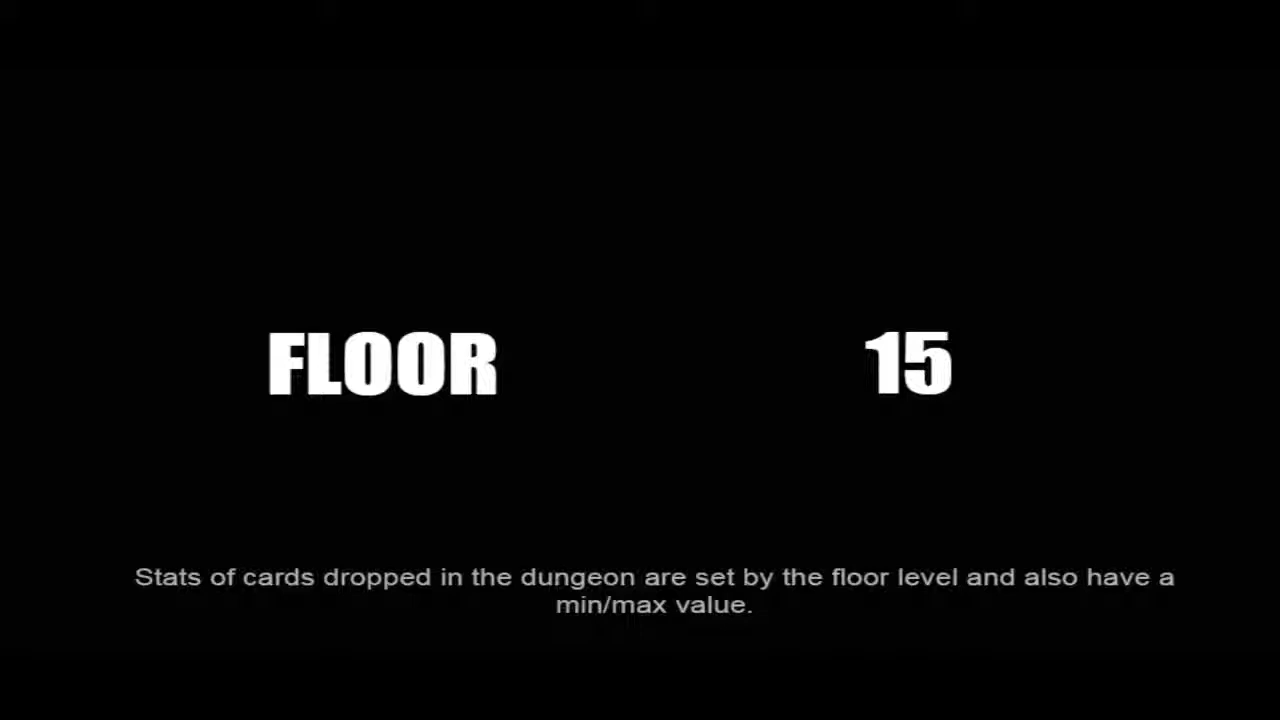 FLOOR 15
Stats of cards dropped in the dungeon are set by the floor level and also have a
min/max value.